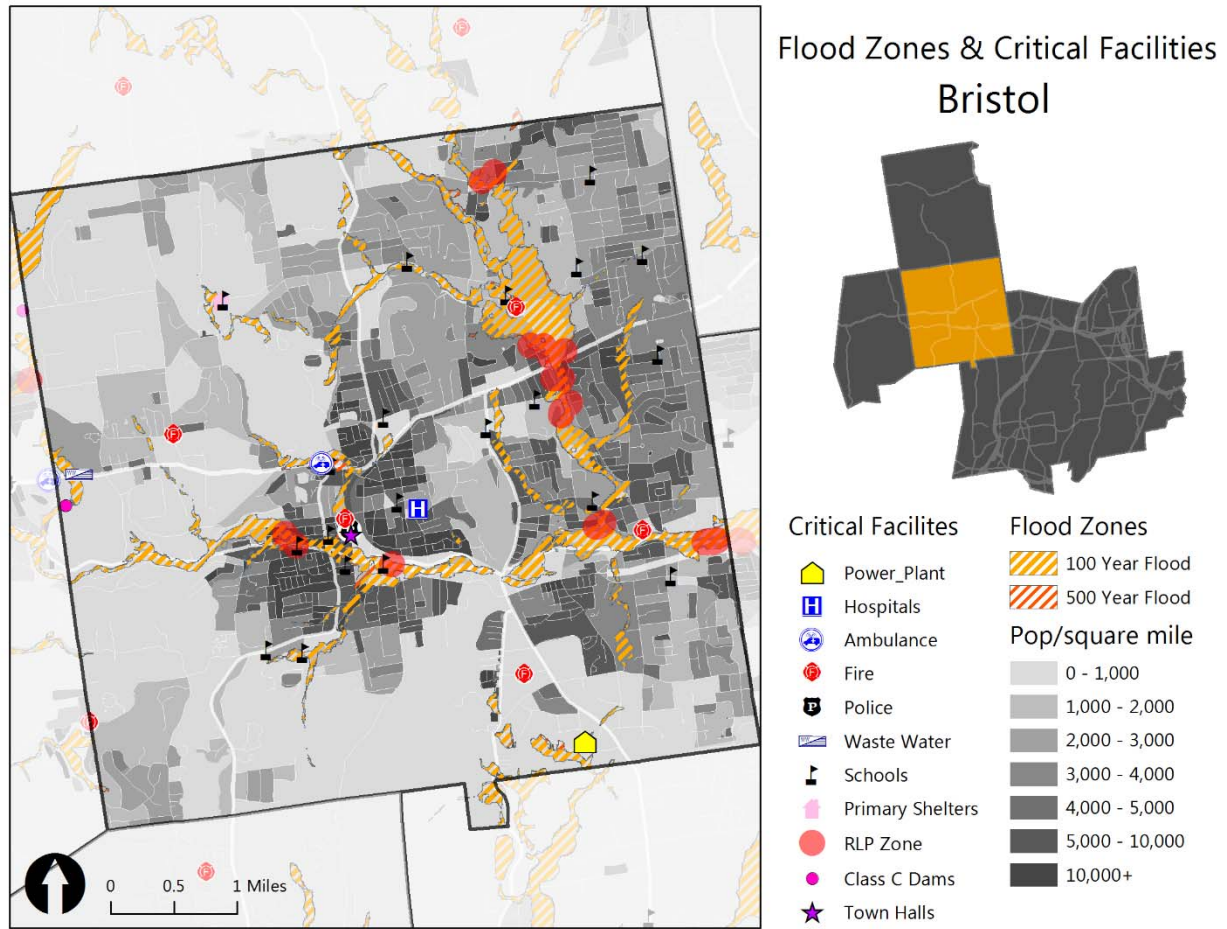 Flood Zones & Critical Facilities
Bristol
Critical Facilites
Power_Plant
Hospitals
Ambulance
Fire
Police
Waste Water
Schools
Primary Shelters
RLP Zone
Class C Dams
Town Halls
Flood Zones
100 Year Flood
500 Year Flood
Pop/square mile
0 - 1,000
1,000 - 2,000
2,000 - 3,000
3,000 - 4,000
4,000 - 5,000
5,000 - 10,000
10,000+
0 0.5 1 Miles